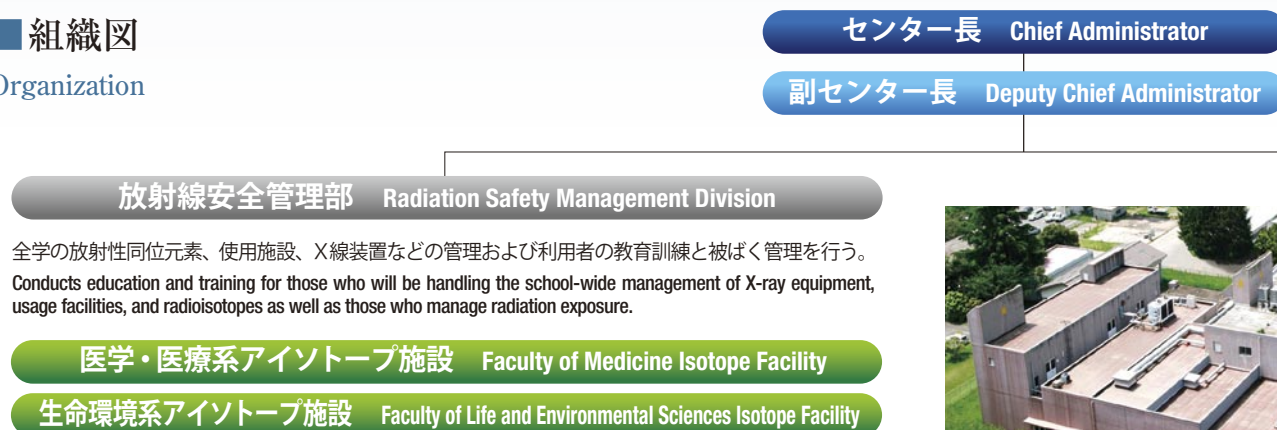 ■組織図
Organization
センター長 Chief Administrator
副センター長 Deputy Chief Administrator
放射線安全管理部 Radiation Safety Management Division
全学の放射性同位元素、使用施設、X線装置などの管理および利用者の教育訓練と被ばく管理を行う。
Conducts education and training for those who will be handling the school-wide management of X-ray equipment,
usage facilities, and radioisotopes as well as those who manage radiation exposure.
医学・医療系アイソトープ施設 Faculty of Medicine Isotope Facility
生命環境系アイソトープ施設 Faculty of Life and Environmental Sciences Isotope Facility